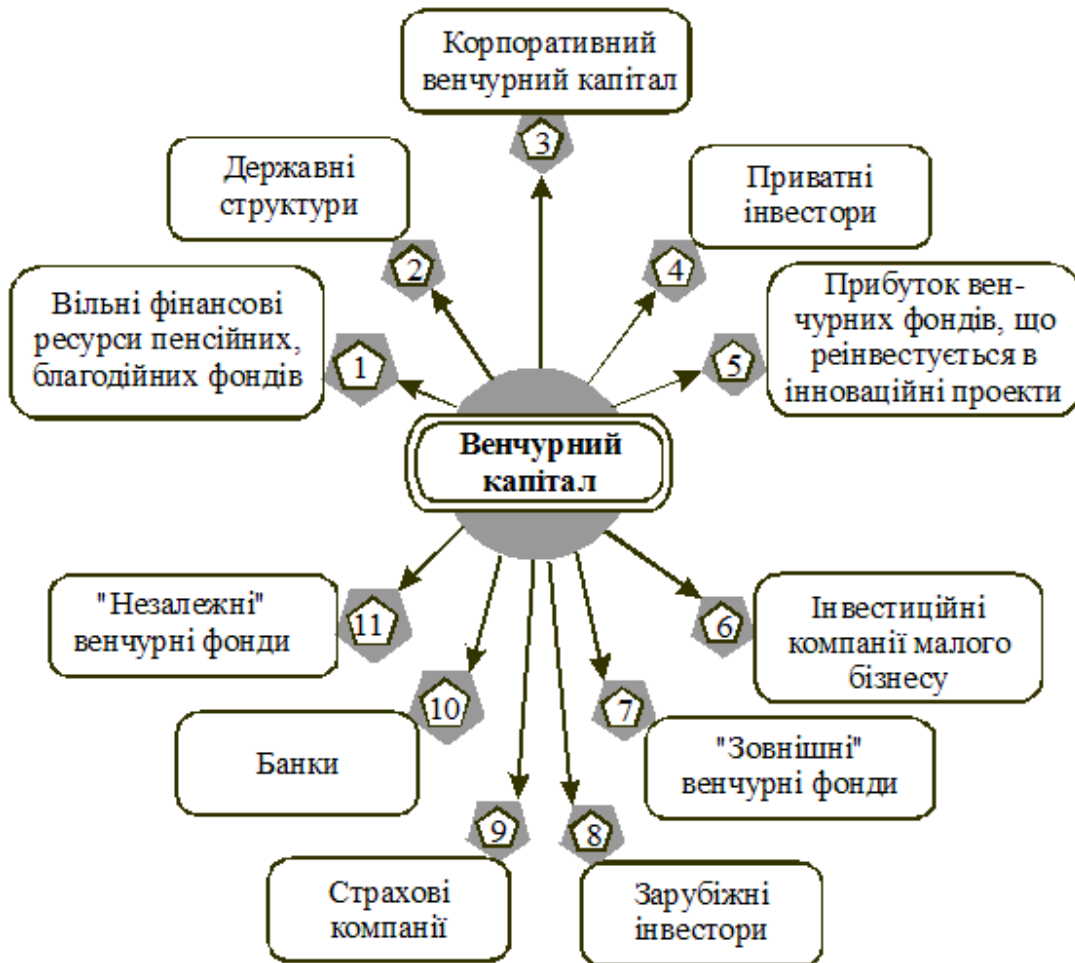 Корпоративний
венчурний капітал
3
Державні
структури
2
Приватні
інвестори
4
Вільні фінансові
ресурси пенсійних,
благодійних фондів
1
Прибуток вен-
чурних фондів, що
реінвестується в
інноваційні проекти
5
Венчурний
капітал
"Незалежні"
венчурні фонди
11
Інвестиційні
компанії малого
бізнесу
6
Банки
10
"Зовнішні"
венчурні фонди
7
Страхові
компанії
9
Зарубіжні
інвестори
8